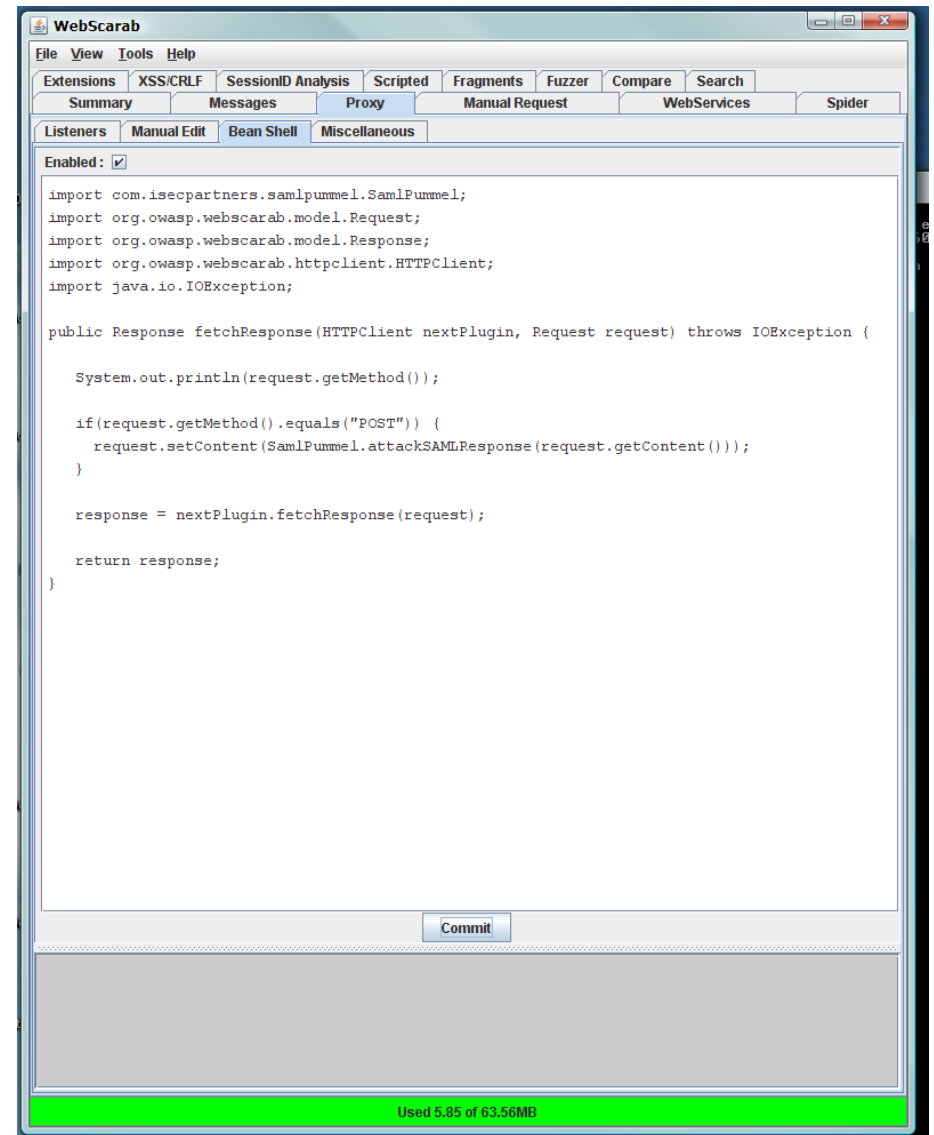 WebScarab
File View Tools Help
Extensions XSS/CRLF SessionID Analysis Scripted Fragments Fuzzer Compare Search
Summary Messages Proxy Manual Request WebServices Spider
Listeners Manual Edit Bean Shell Miscellaneous
Enabled :
import com.isecpartners.samlpummel.SamlPummel;
import org.owasp.webscarab.model.Request;
import org.owasp.webscarab.model.Response;
import org.owasp.webscarab.httpclient.HTTPClient;
import java.io.IOException;
public Response fetchResponse(HTTPClient nextPlugin, Request request) throws IOException {
System.out.println(request.getMethod());
if(request.getMethod().equals("POST")) {
request.setContent(SamlPummel.attackSAMLResponse(request.getContent()));
}
response = nextPlugin.fetchResponse(request);
return response;
}
Commit
Used 5.85 of 63.56MB